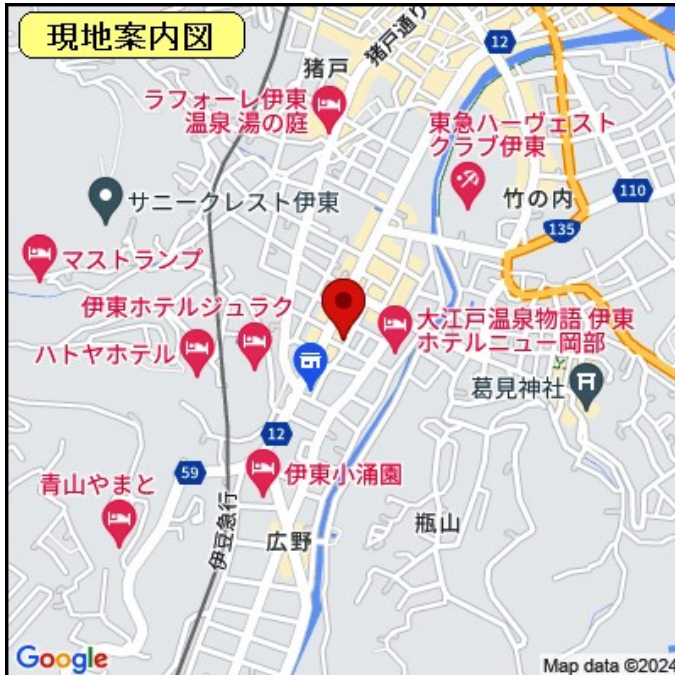 現地案内図
猪戸通り
12
猪戸
ラフォーレ伊東
温泉 湯の庭
東急ハーヴェスト
クラブ伊東
竹の内
110
サニークレスト伊東
135
マストランプ
伊東ホテルジュラク
大江戸温泉物語 伊東
ホテルニュー岡部
ハトヤホテル
葛見神社
12
59
伊東小涌園
青山やまと
伊豆急行
瓶山
広野
Google
Map data ©2024